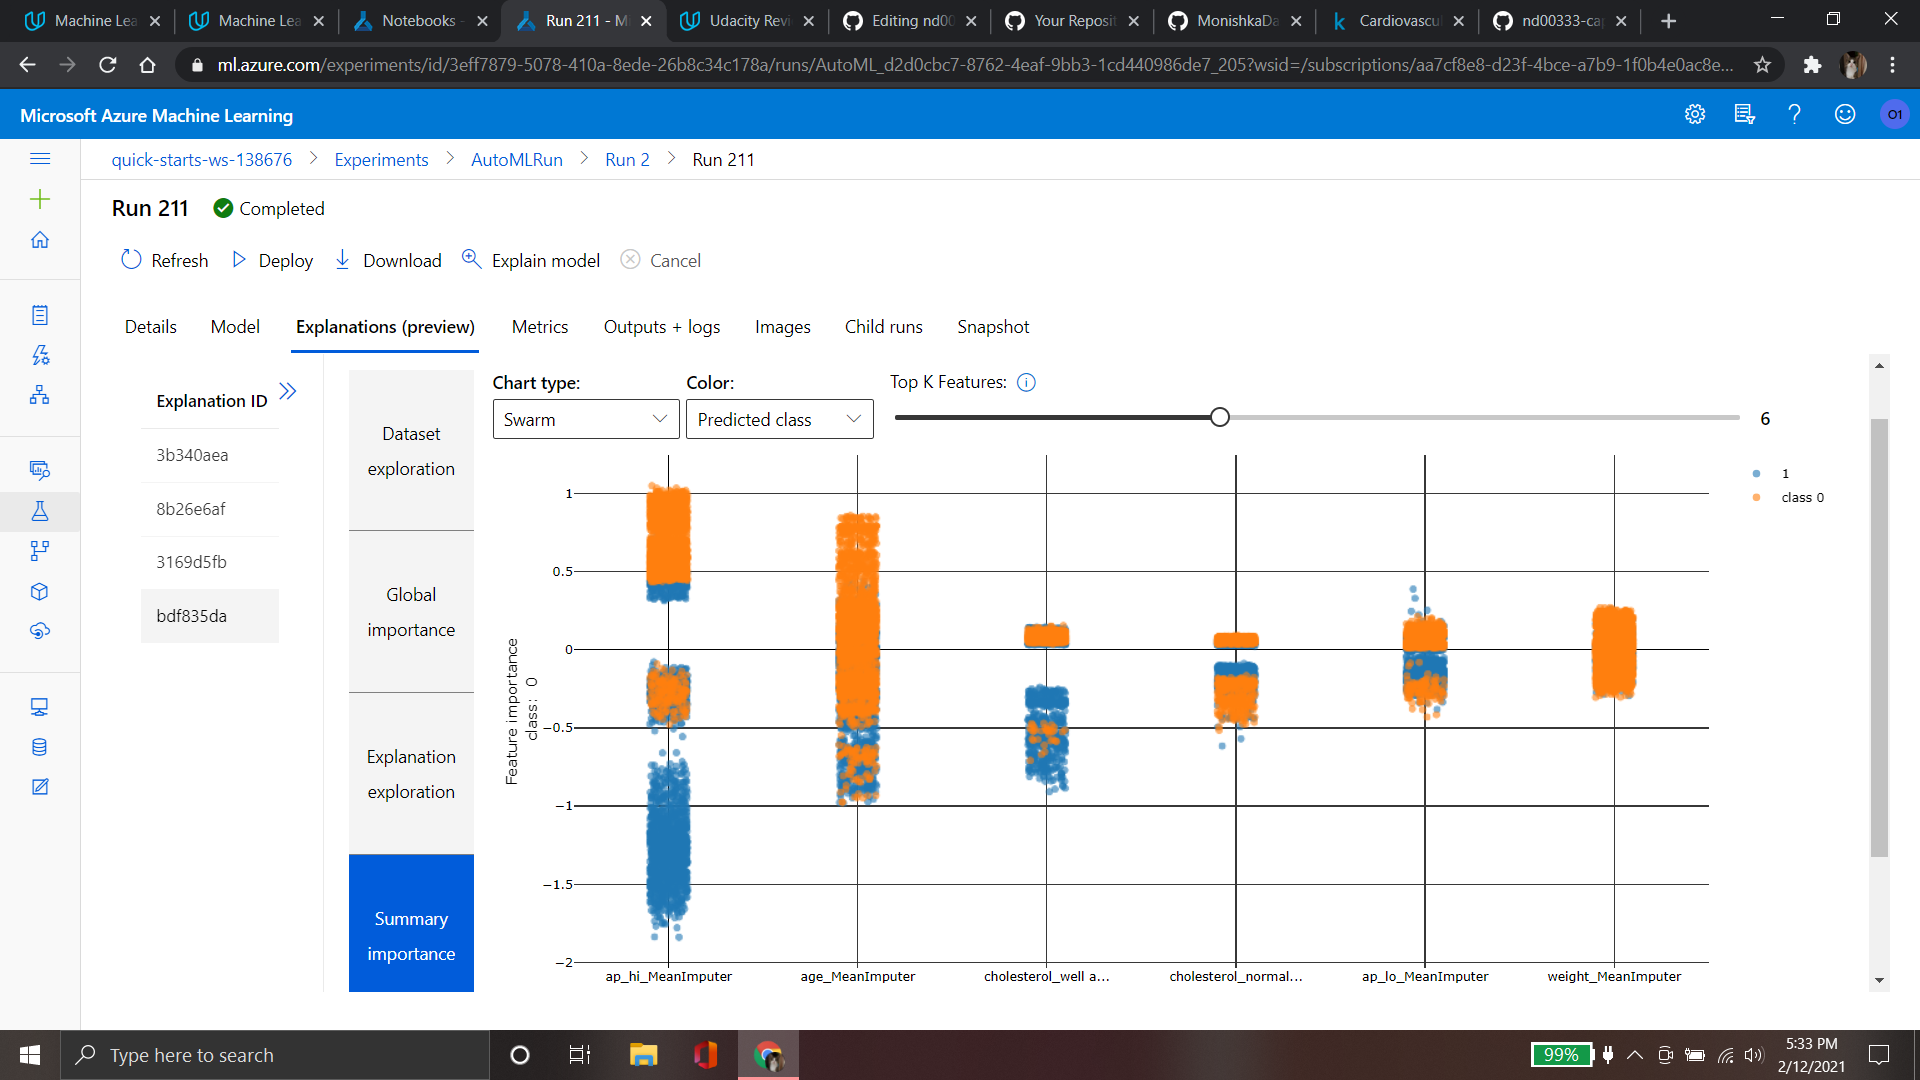 Machine Lea
Machine Lea
Notebooks -
Run 211 - M
Udacity Revi
Editing nd00
Your Reposit
MonishkaDa
Cardiovascul
nd00333-cap
ml.azure.com/experiments/id/3eff7879-5078-410a-8ede-26b8c34c178a/runs/AutoML_d2d0cbc7-8762-4eaf-9bb3-1cd440986de7_205?wsid=/subscriptions/aa7cf8e8-d23f-4bce-a7b9-1f0b4e0ac8e...
Microsoft Azure Machine Learning
O1
quick-starts-ws-138676 > Experiments > AutoMLRun > Run 2 > Run 211
Run 211 Completed
Refresh Deploy Download Explain model Cancel
Details Model Explanations (preview) Metrics Outputs + logs Images Child runs Snapshot
Explanation ID
3b340aea
8b26e6af
3169d5fb
bdf835da
Dataset
exploration
Global
importance
Explanation
exploration
Summary
importance
Chart type: Color: Top K Features:
Swarm Predicted class 6
1
class 0
Feature importance
class: 0
1
0.5
0
−0.5
−1
−1.5
−2
ap_hi_MeanImputer age_MeanImputer cholesterol_well a... cholesterol_normal... ap_lo_MeanImputer weight_MeanImputer
Type here to search
99%
5:33 PM
2/12/2021